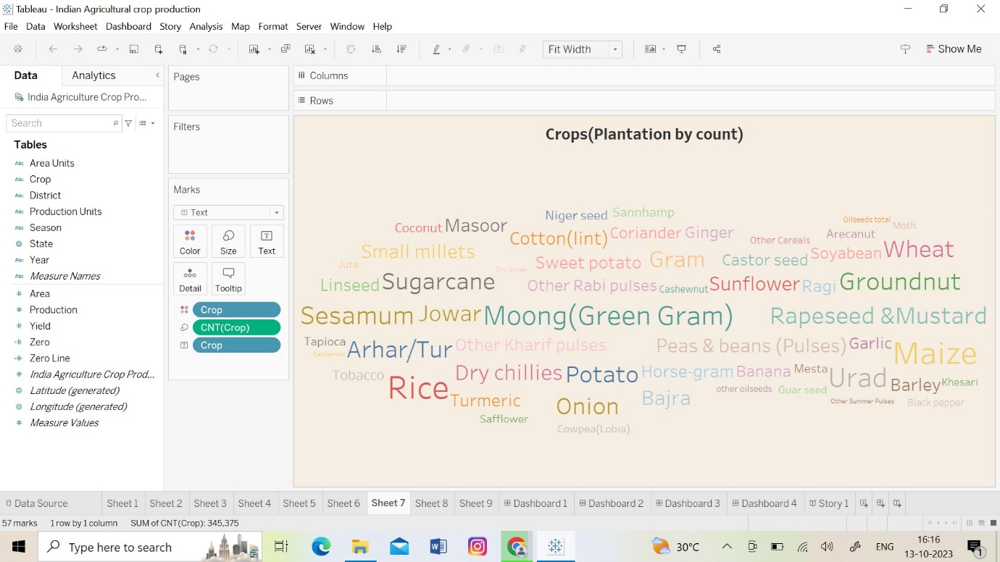 Tableau - Indian Agricultural crop production
File Data Worksheet Dashboard Story Analysis Map Format Server Window Help
Fit Width
Show Me
Data Analytics
India Agriculture Crop Pro...
Search
Tables
Abc Area Units
Abc Crop
Abc District
Abc Production Units
Abc Season
State
Abc Year
Abc Measure Names
# Area
# Production
# Yield
# Zero
# Zero Line
# India Agriculture Crop Prod...
Latitude (generated)
Longitude (generated)
# Measure Values
Pages
Filters
Marks
Text
Color Size Text
Detail Tooltip
Crop
CNT(Crop)
Crop
Columns
Rows
Crops(Plantation by count)
Niger seed Sannhamp Oilseeds total
Coconut Masoor Cotton(lint) Coriander Ginger Other Cereals Arecanut Moth
Small millets Sweet potato Gram Castor seed Soyabean Wheat
Jute Dry Ginger
Linseed Sugarcane Other Rabi pulses Cashewnut Sunflower Ragi Groundnut
Sesamum Jowar Moong(Green Gram) Rapeseed &Mustard
Tapioca Arhar/Tur Other Kharif pulses Peas & beans (Pulses) Garlic Maize
Cardamom
Tobacco Rice Dry chillies Potato Horse-gram Banana Mesta Urad Barley Khesari
Turmeric Onion Bajra other oilseeds Guar seed Other Summer Pulses Black pepper
Safflower
Cowpea(Lobia)
Data Source Sheet 1 Sheet 2 Sheet 3 Sheet 4 Sheet 5 Sheet 6 Sheet 7 Sheet 8 Sheet 9 Dashboard 1 Dashboard 2 Dashboard 3 Dashboard 4 Story 1
57 marks 1 row by 1 column SUM of CNT(Crop): 345,375
Type here to search
30°C
ENG
16:16
13-10-2023
1